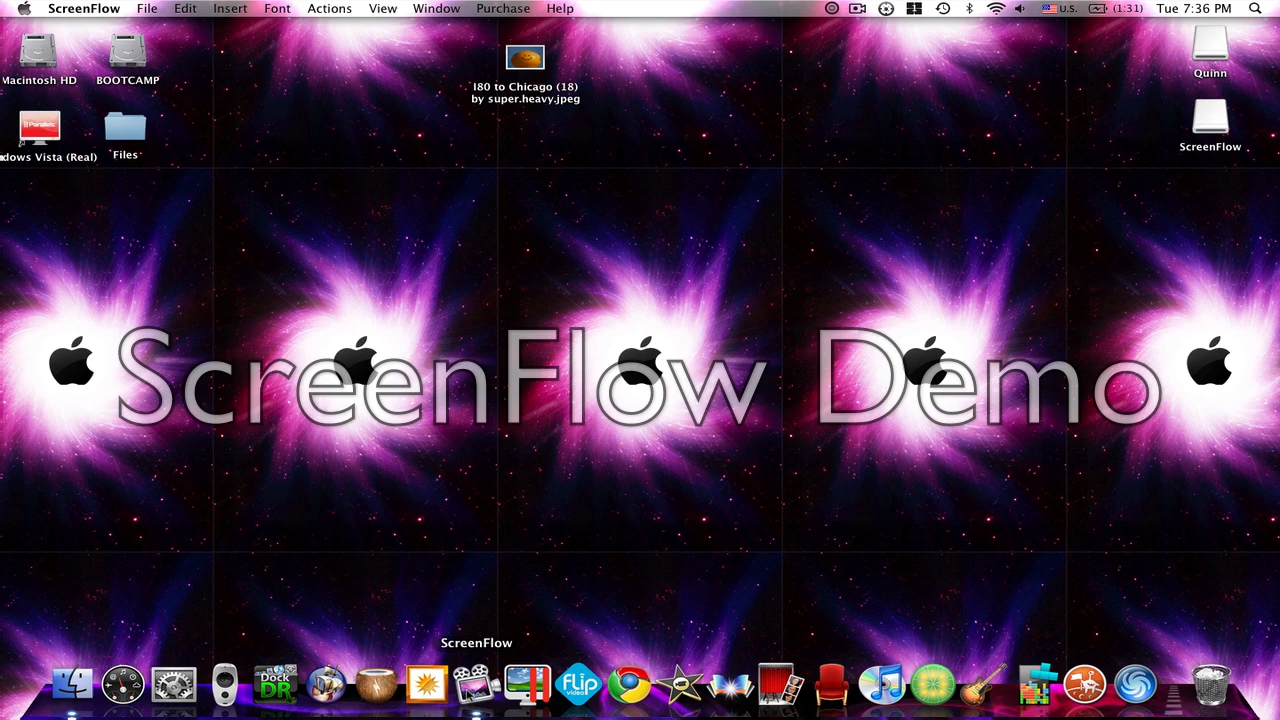 ScreenFlow File Edit Insert Font Actions View Window Purchase Help U.S. (1:31) Tue 7:36 PM
Macintosh HD BOOTCAMP
I80 to Chicago (18)
by super.heavy.jpeg
Quinn
dows Vista (Real) Files
ScreenFlow
ScreenFlow Demo
ScreenFlow
Dock
DR
FLIP
video